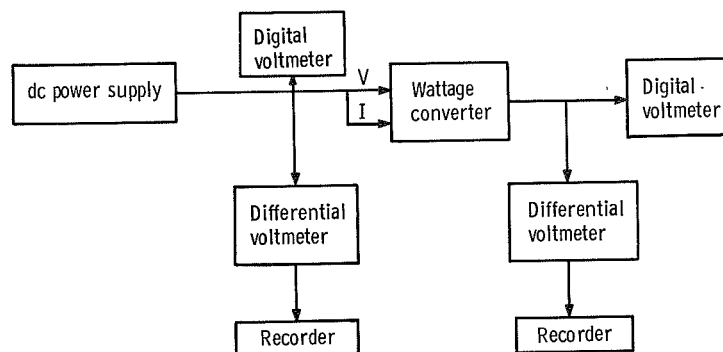 Digital
voltmeter
dc power supply
V
I
Wattage
converter
Digital
voltmeter
Differential
voltmeter
Differential
voltmeter
Recorder
Recorder